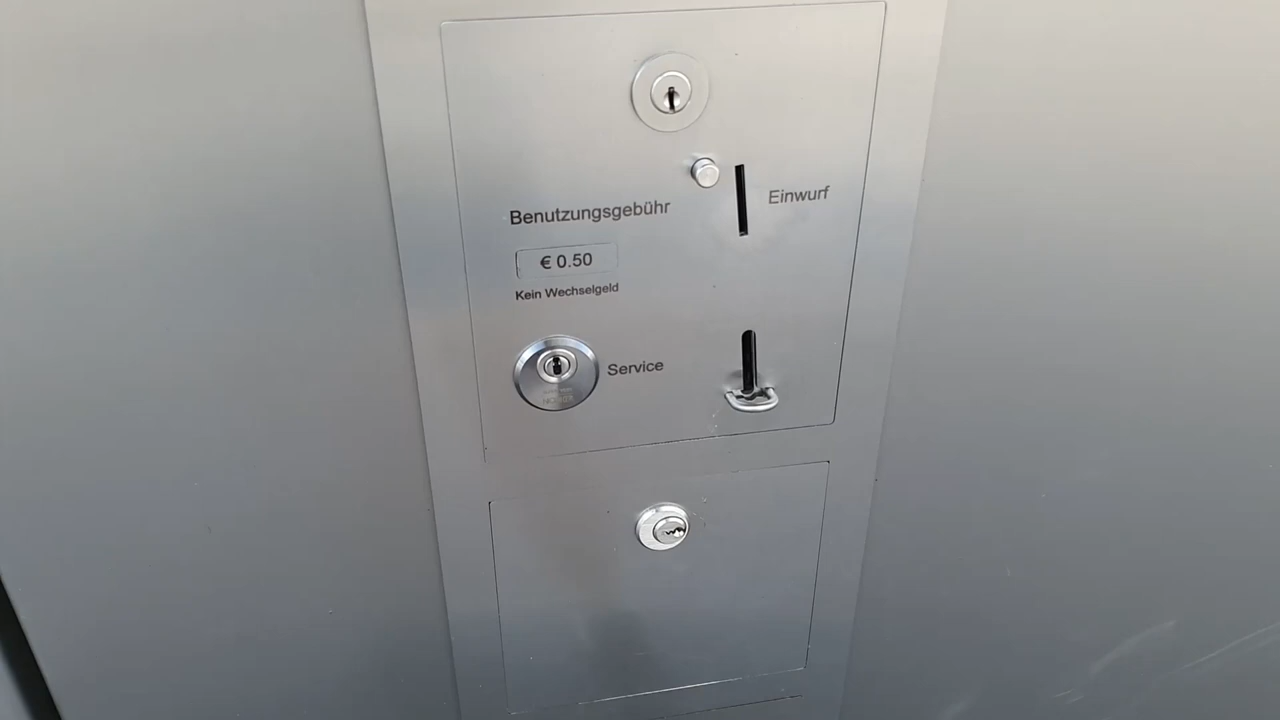 Einwurf
Benutzungsgebühr
€ 0.50
Kein Wechselgeld
Service